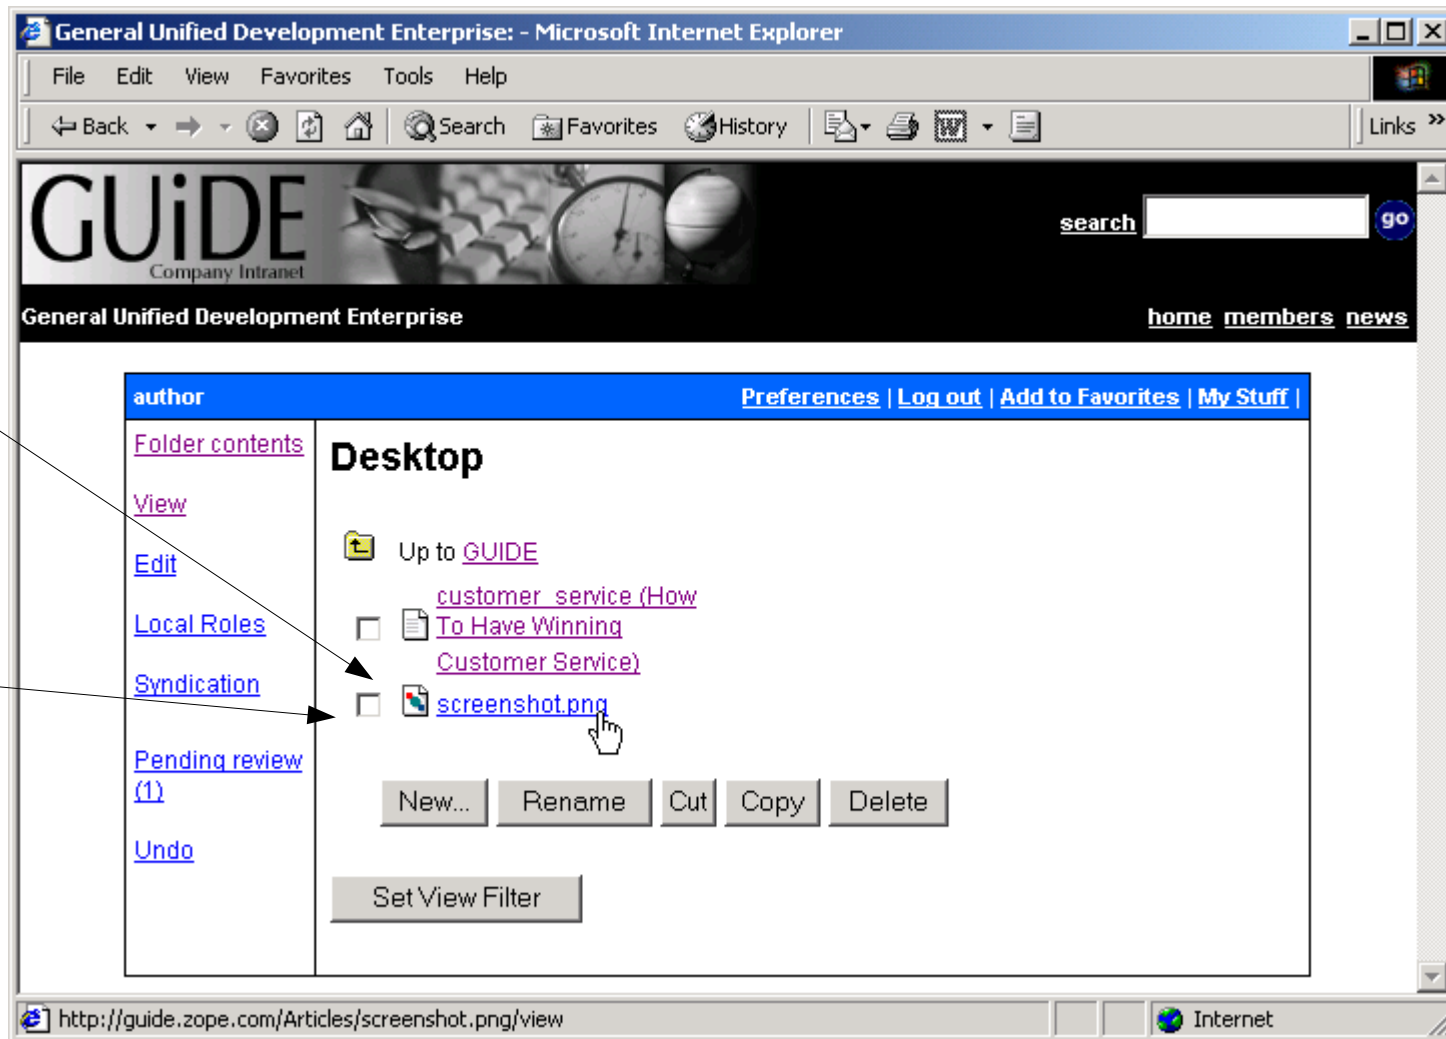 General Unified Development Enterprise: - Microsoft Internet Explorer
File Edit View Favorites Tools Help
Back Search Favorites History Links »
GUiDE
Company Intranet
search go
General Unified Development Enterprise
home members news
author
Preferences | Log out | Add to Favorites | My Stuff |
Folder contents
View
Edit
Local Roles
Syndication
Pending review
(1)
Undo
Desktop
Up to GUIDE
customer_service (How
To Have Winning
Customer Service)
screenshot.png
New... Rename Cut Copy Delete
Set View Filter
http://guide.zope.com/Articles/screenshot.png/view
Internet